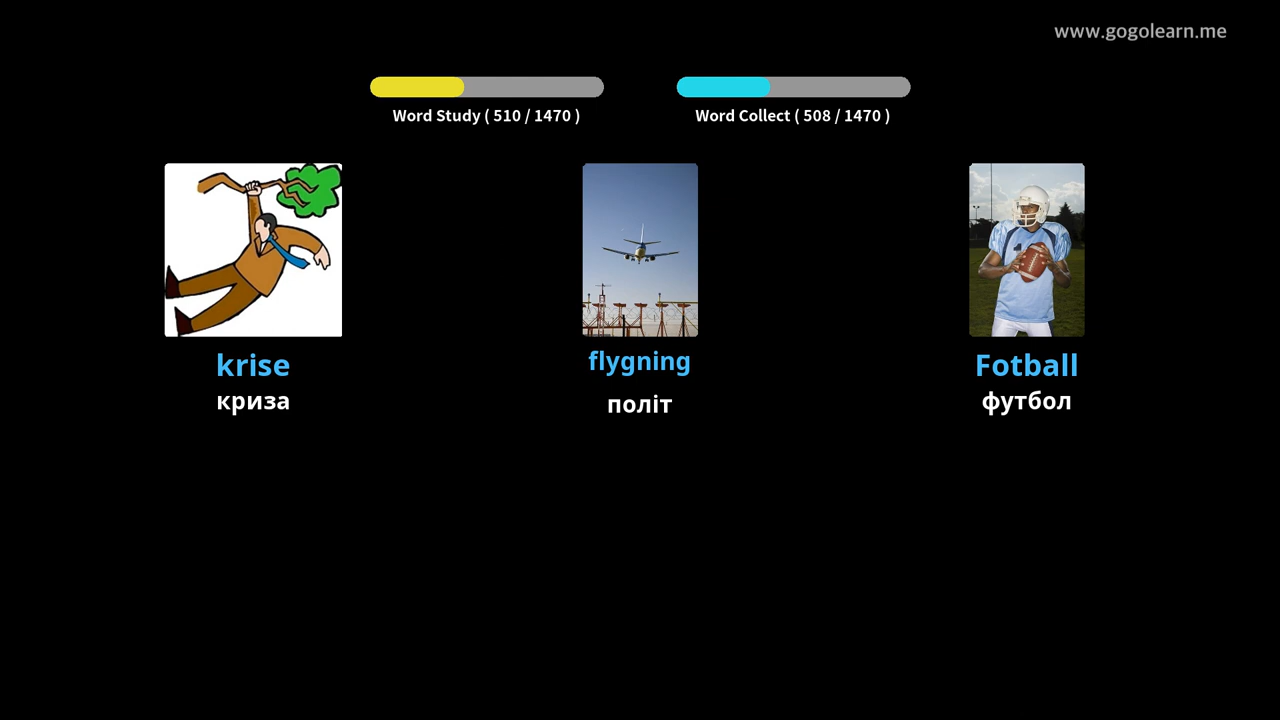 www.gogolearn.me
Word Study ( 510 / 1470 )
Word Collect ( 508 / 1470 )
krise
криза
flygning
політ
Fotball
футбол